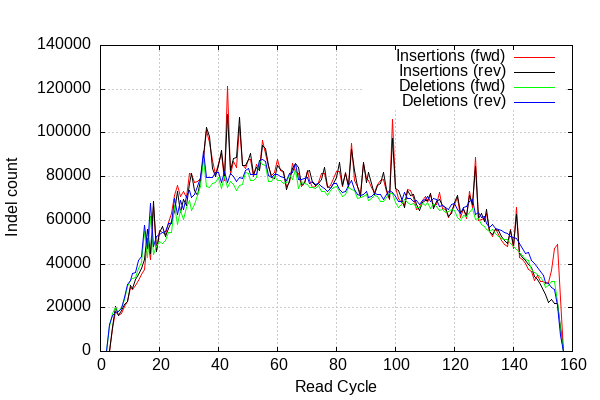 140000
Insertions (fwd)
Insertions (rev)
Deletions (fwd)
Deletions (rev)
120000
100000
80000
60000
40000
20000
0
Indel count
0 20 40 60 80 100 120 140 160
Read Cycle